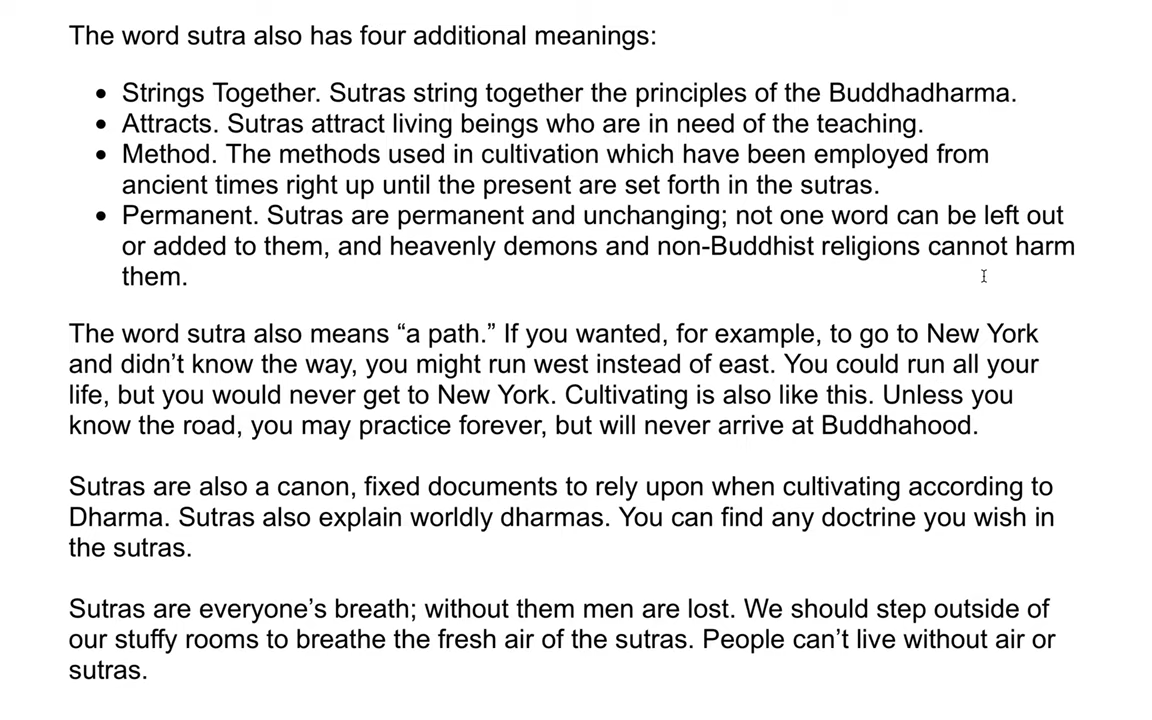 The word sutra also has four additional meanings:
• Strings Together. Sutras string together the principles of the Buddhadharma.
• Attracts. Sutras attract living beings who are in need of the teaching.
• Method. The methods used in cultivation which have been employed from
ancient times right up until the present are set forth in the sutras.
• Permanent. Sutras are permanent and unchanging; not one word can be left out
or added to them, and heavenly demons and non-Buddhist religions cannot harm
them.
The word sutra also means “a path.” If you wanted, for example, to go to New York
and didn’t know the way, you might run west instead of east. You could run all your
life, but you would never get to New York. Cultivating is also like this. Unless you
know the road, you may practice forever, but will never arrive at Buddhahood.
Sutras are also a canon, fixed documents to rely upon when cultivating according to
Dharma. Sutras also explain worldly dharmas. You can find any doctrine you wish in
the sutras.
Sutras are everyone’s breath; without them men are lost. We should step outside of
our stuffy rooms to breathe the fresh air of the sutras. People can’t live without air or
sutras.